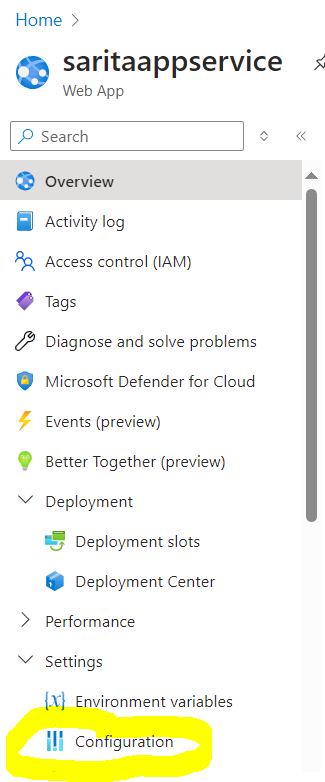 Home
saritaappservice
Web App
Search
Overview
Activity log
Access control (IAM)
Tags
Diagnose and solve problems
Microsoft Defender for Cloud
Events (preview)
Better Together (preview)
Deployment
Deployment slots
Deployment Center
Performance
Settings
Environment variables
Configuration